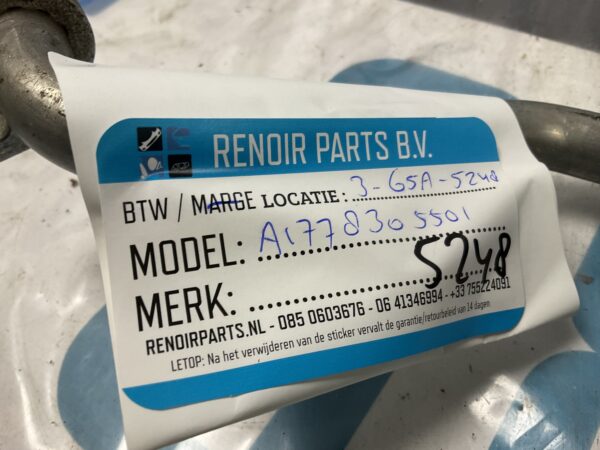 RENOIR PARTS B.V.
BTW / MARGE LOCATIE : 3-65A-5248
MODEL: A1778305501
MERK: 5248
RENOIRPARTS.NL - 085 0603676 - 06 41346994 - +33 755224091
LETOP: Na het verwijderen van de sticker vervalt de garantie/retourbeleid van 14 dagen